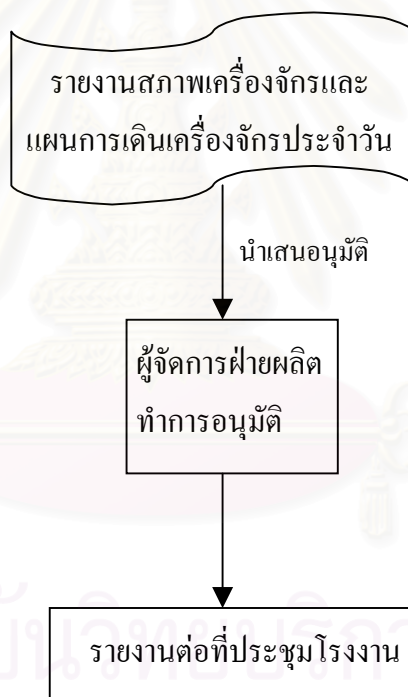 รายงานสภาพเครื่องจักรและ
แผนการเดินเครื่องจักรประจำวัน
นำเสนออนุมัติ
ผู้จัดการฝ่ายผลิต
ทำการอนุมัติ
รายงานต่อที่ประชุมโรงงาน